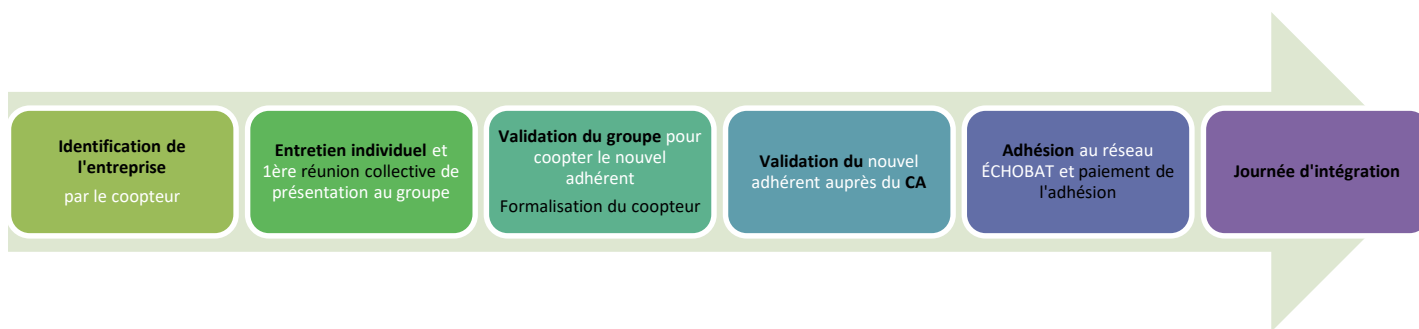 Identification de
l'entreprise
par le coopteur
Entretien individuel et
1ère réunion collective de
présentation au groupe
Validation du groupe pour
coopter le nouvel
adhérent
Formalisation du coopteur
Validation du nouvel
adhérent auprès du CA
Adhésion au réseau
ÉCHOBAT et paiement de
l'adhésion
Journée d'intégration